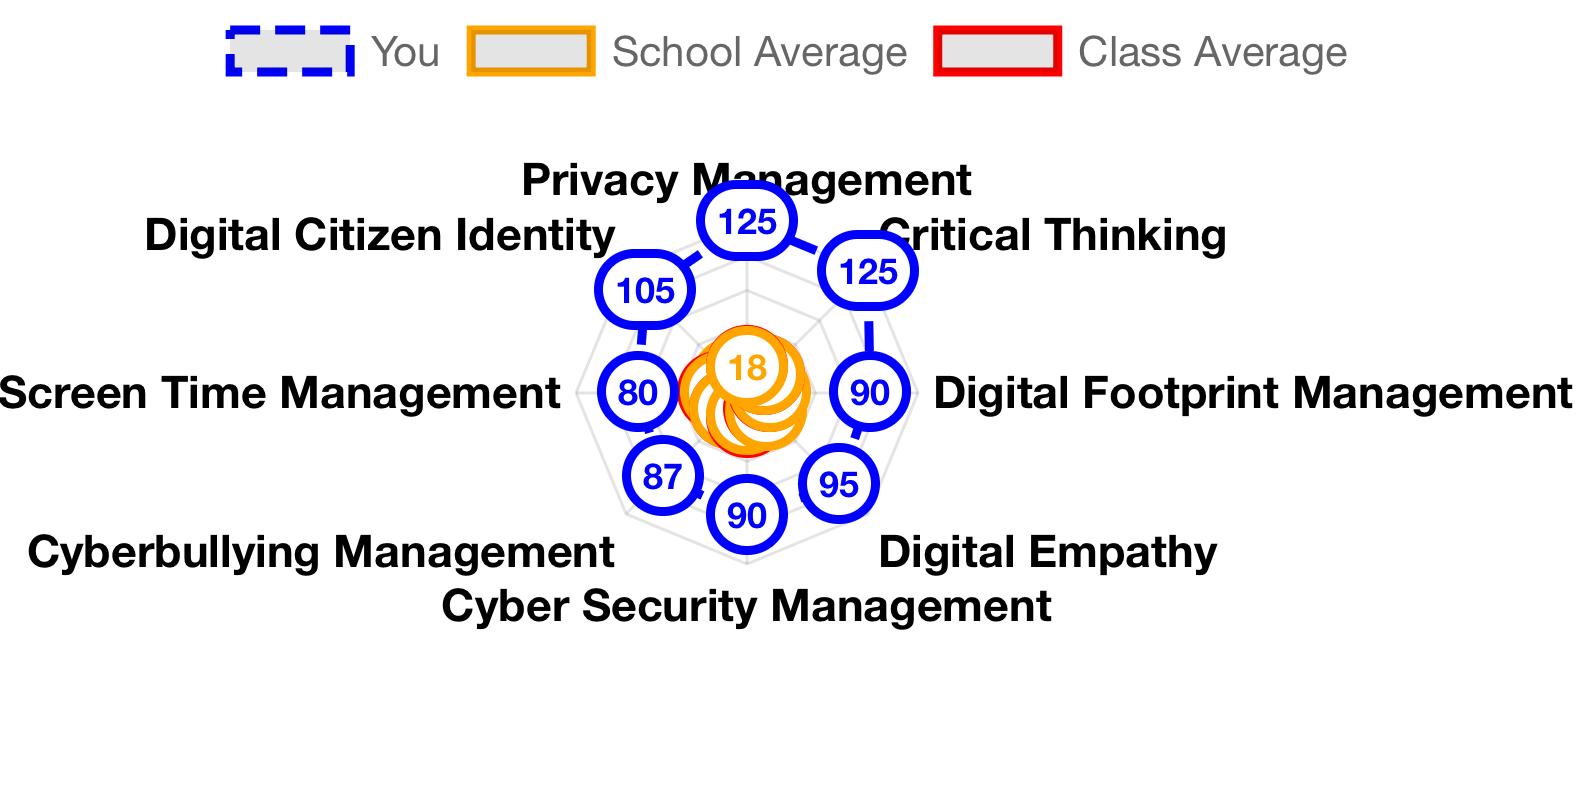 You School Average Class Average
Privacy Management
Digital Citizen Identity Critical Thinking
125
125
105
18
Screen Time Management 80 90 Digital Footprint Management
87 95
90
Cyberbullying Management Digital Empathy
Cyber Security Management